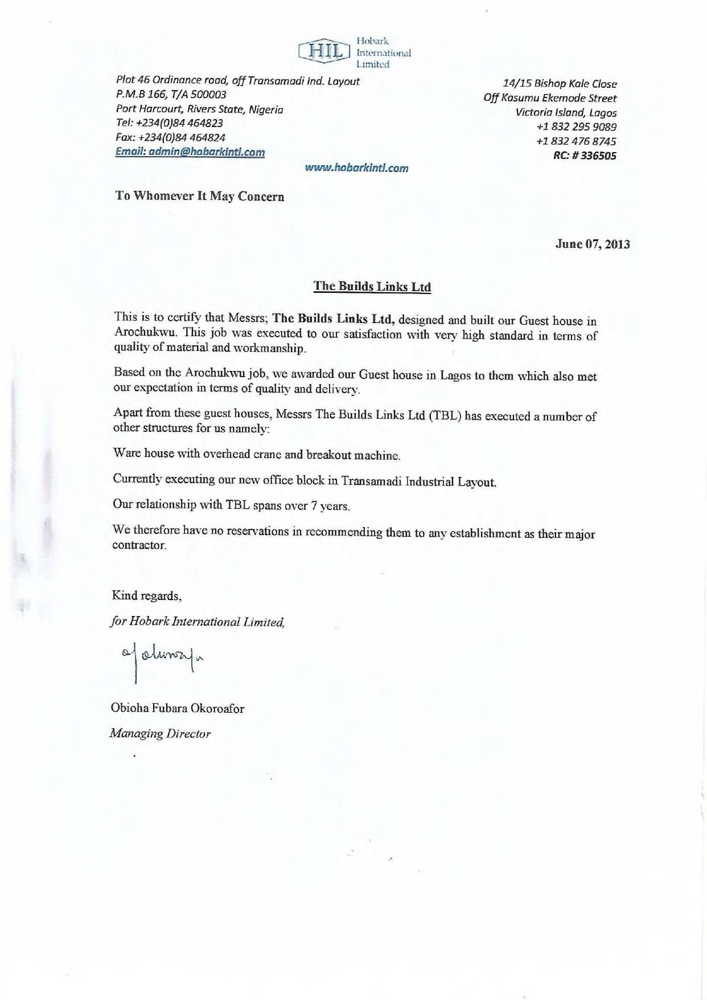 HIL
Hobark
International
Limited
Plot 46 Ordinance road, off Transamadi Ind. Layout
P.M.B 166, T/A 500003
Port Harcourt, Rivers State, Nigeria
Tel: +234(0)84 464823
Fax: +234(0)84 464824
Email: admin@hobarkintl.com
14/15 Bishop Kale Close
Off Kasumu Ekemode Street
Victoria Island, Lagos
+1 832 295 9089
+1 832 476 8745
RC: # 336505
www.hobarkintl.com
To Whomever It May Concern
June 07, 2013
The Builds Links Ltd
This is to certify that Messrs; The Builds Links Ltd, designed and built our Guest house in
Arochukwu. This job was executed to our satisfaction with very high standard in terms of
quality of material and workmanship.
Based on the Arochukwu job, we awarded our Guest house in Lagos to them which also met
our expectation in terms of quality and delivery.
Apart from these guest houses, Messrs The Builds Links Ltd (TBL) has executed a number of
other structures for us namely:
Ware house with overhead crane and breakout machine.
Currently executing our new office block in Transamadi Industrial Layout.
Our relationship with TBL spans over 7 years.
We therefore have no reservations in recommending them to any establishment as their major
contractor.
Kind regards,
for Hobark International Limited,
Obioha Fubara Okoroafor
Managing Director